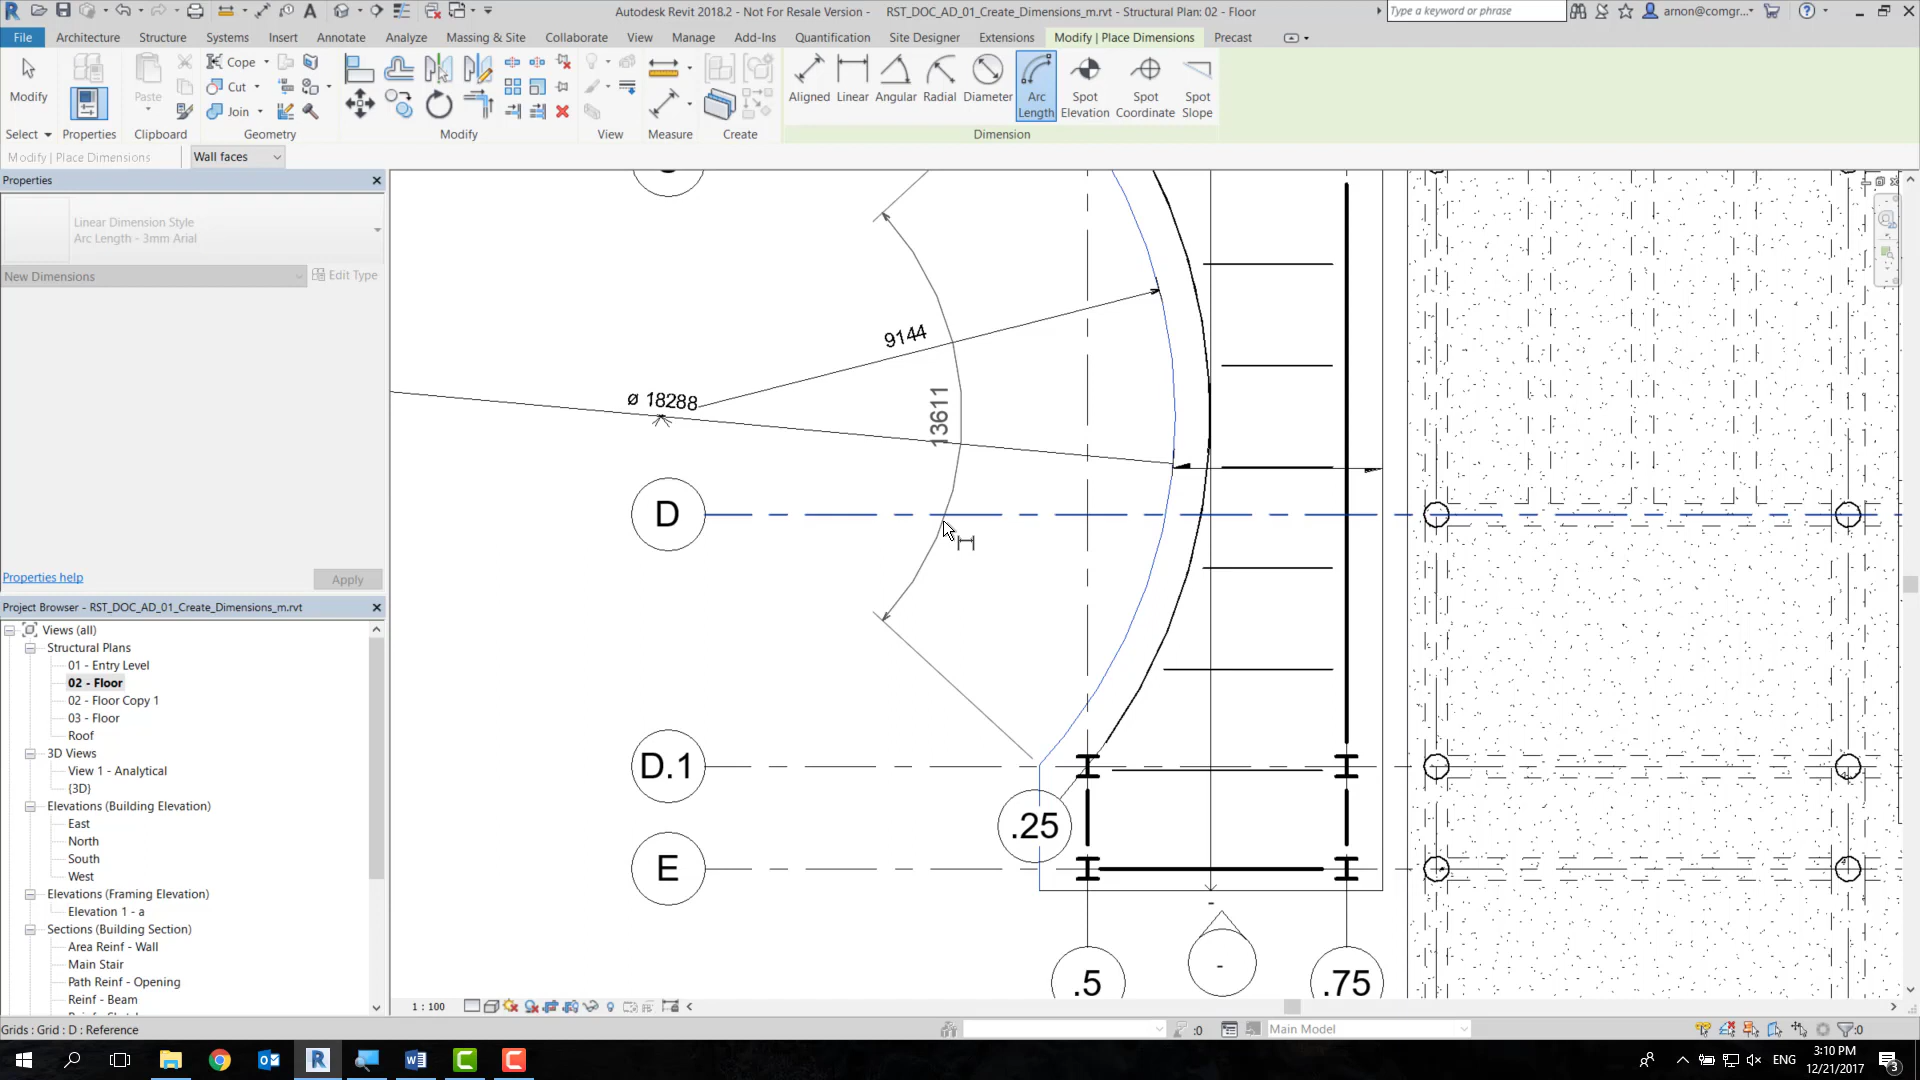 Autodesk Revit 2018.2 - Not For Resale Version - RST_DOC_AD_01_Create_Dimensions_m.rvt - Structural Plan: 02 - Floor
Type a keyword or phrase
arnon@comgr...
File Architecture Structure Systems Insert Annotate Analyze Massing & Site Collaborate View Manage Add-Ins Quantification Site Designer Extensions Modify | Place Dimensions Precast
Modify
Paste
Cope
Cut
Join
Aligned Linear Angular Radial Diameter Arc Length Spot Elevation Spot Coordinate Spot Slope
Select Properties Clipboard Geometry Modify View Measure Create Dimension
Modify | Place Dimensions Wall faces
Properties
Linear Dimension Style
Arc Length - 3mm Arial
New Dimensions Edit Type
Properties help Apply
Project Browser - RST_DOC_AD_01_Create_Dimensions_m.rvt
Views (all)
Structural Plans
01 - Entry Level
02 - Floor
02 - Floor Copy 1
03 - Floor
Roof
3D Views
View 1 - Analytical
{3D}
Elevations (Building Elevation)
East
North
South
West
Elevations (Framing Elevation)
Elevation 1 - a
Sections (Building Section)
Area Reinf - Wall
Main Stair
Path Reinf - Opening
Reinf - Beam
9144
ø 18288
13611
D
D.1
.25
E
.5
-
-
.75
1 : 100
Grids : Grid : D : Reference
:0
Main Model
:0
ENG
3:10 PM
12/21/2017
3